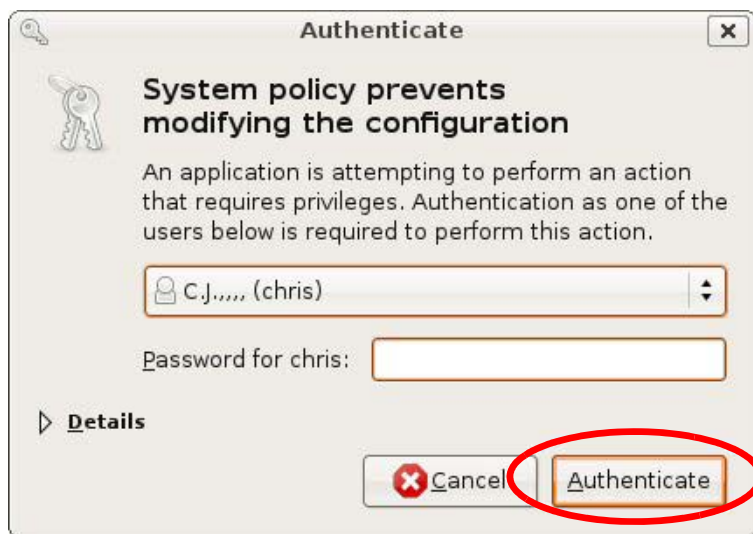 Authenticate
System policy prevents
modifying the configuration
An application is attempting to perform an action
that requires privileges. Authentication as one of the
users below is required to perform this action.
C.J.,,,,, (chris)
Password for chris:
Details
Cancel
Authenticate